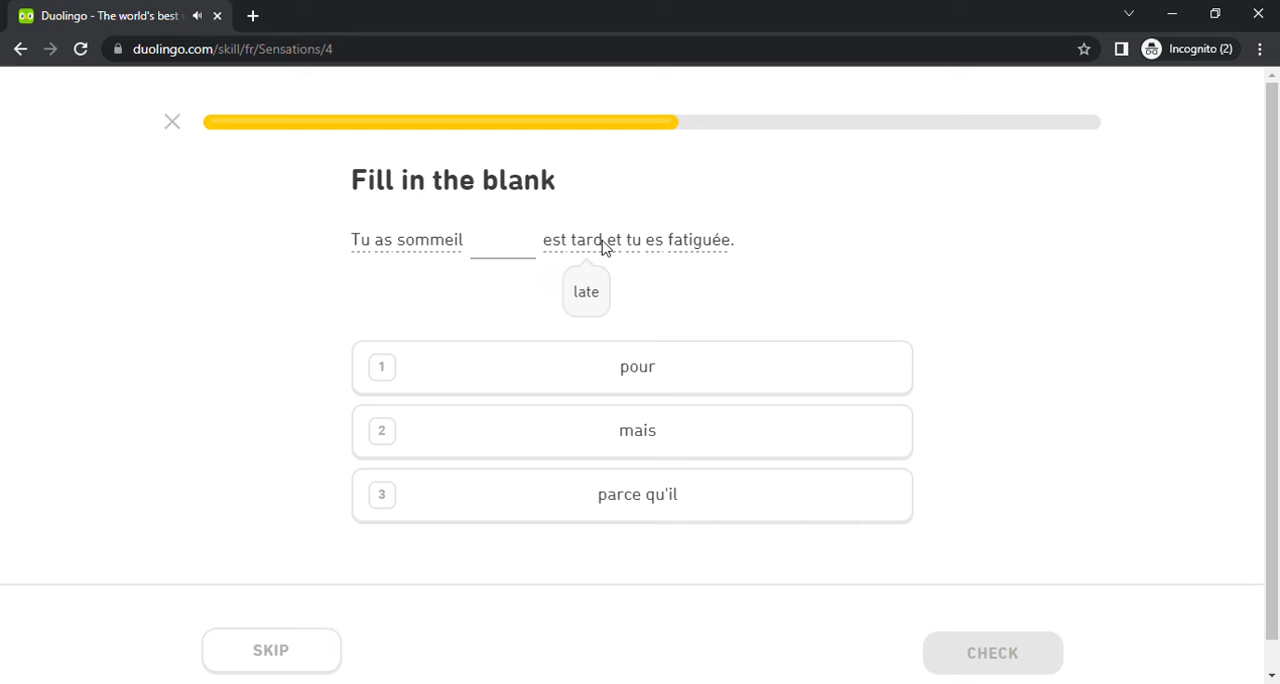 Duolingo - The world's best
duolingo.com/skill/fr/Sensations/4
Incognito (2)
Fill in the blank
Tu as sommeil ______ est tard et tu es fatiguée.
late
1 pour
2 mais
3 parce qu'il
SKIP
CHECK